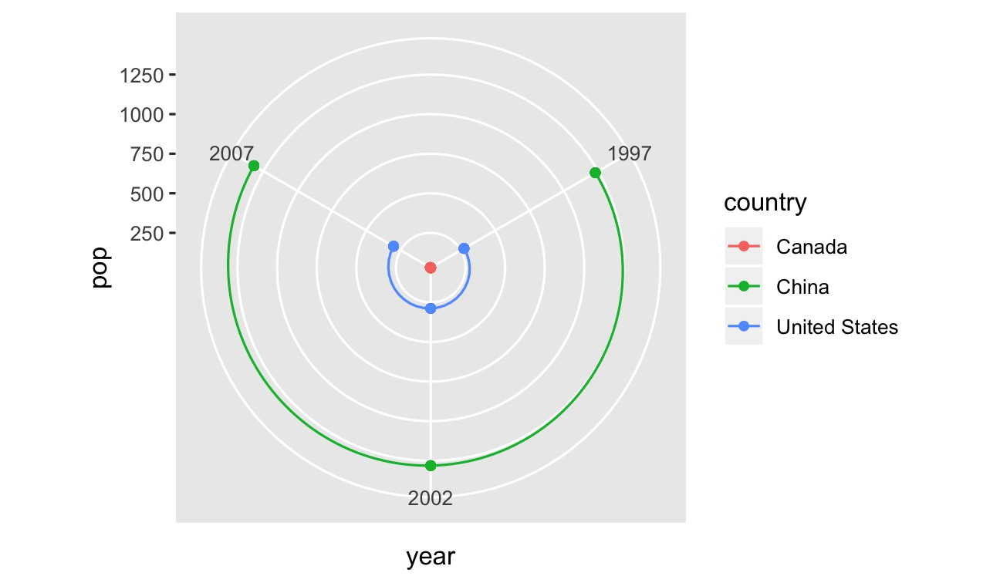 1250
1000
750
500
250
pop
2007
1997
2002
year
country
Canada
China
United States